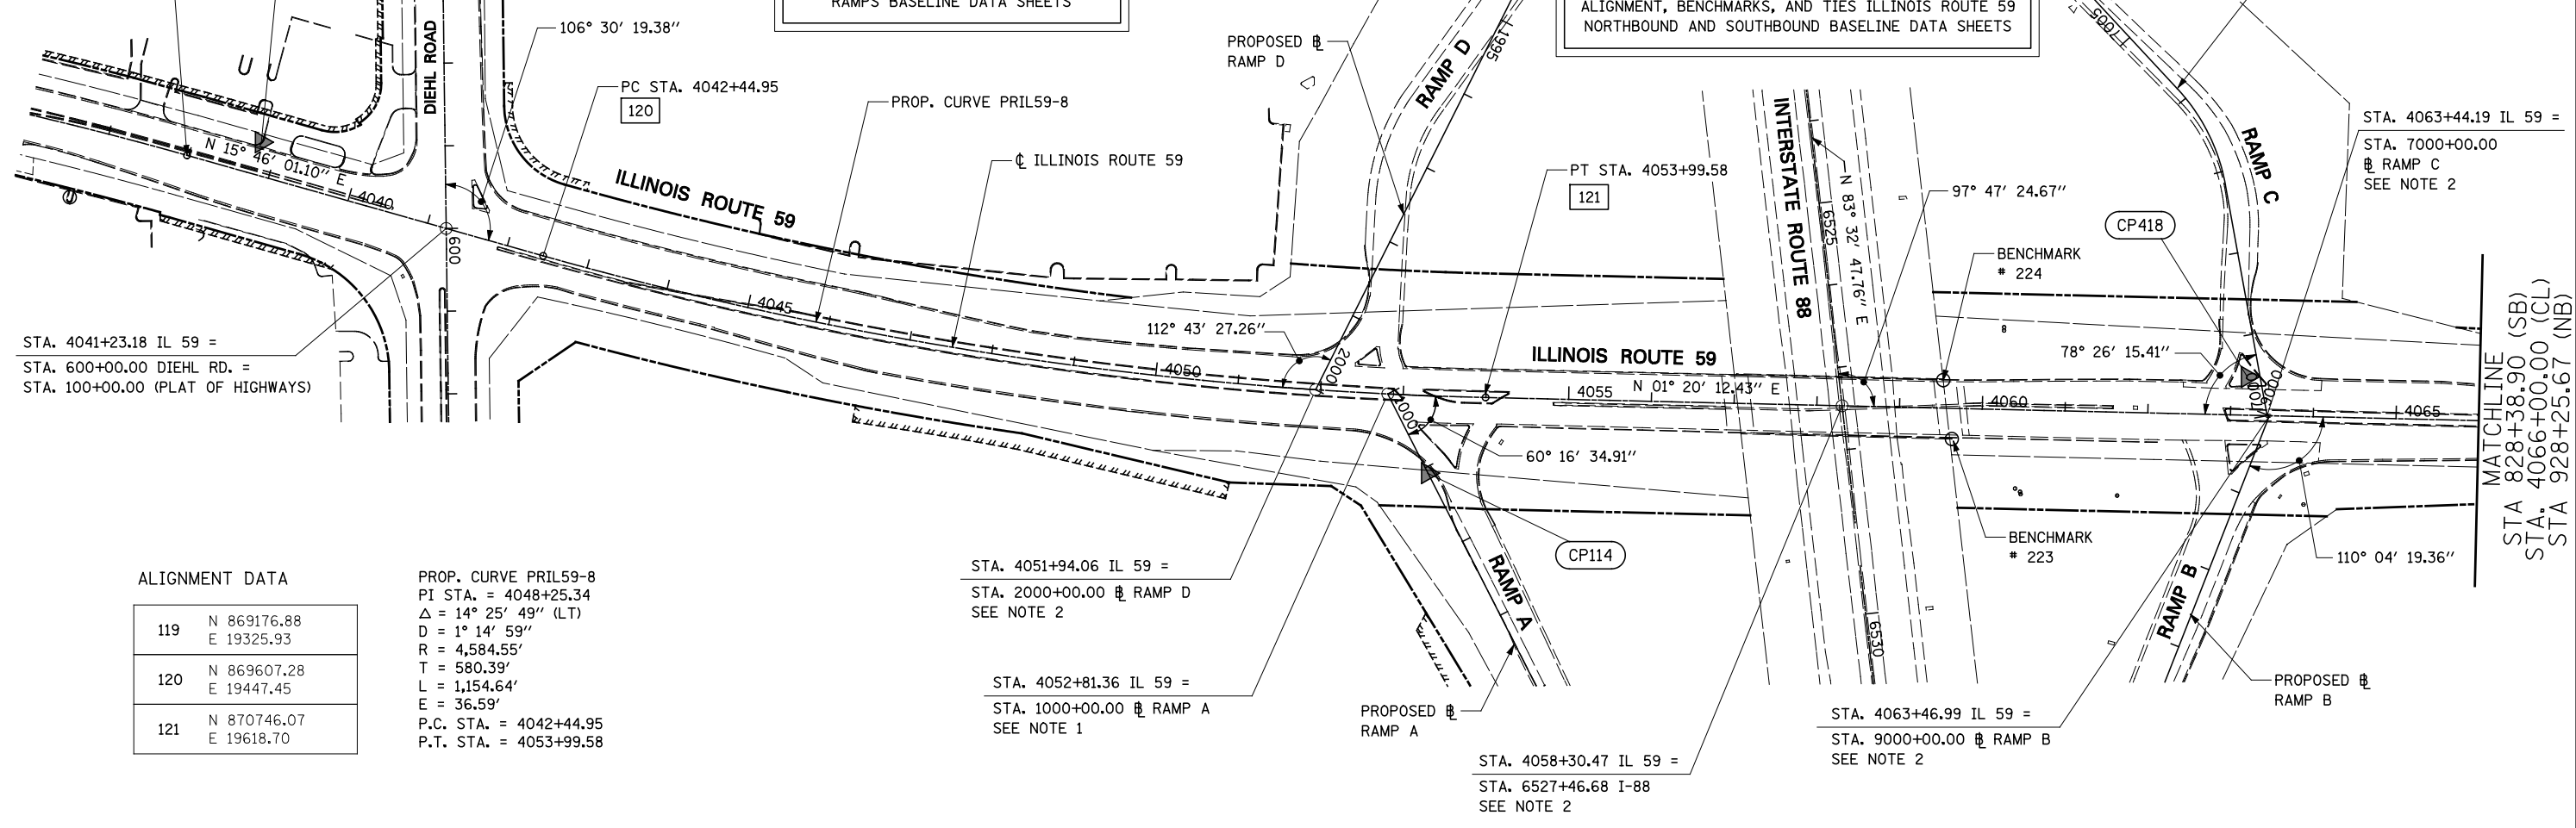 RAMPS BASELINE DATA SHEETS
ALIGNMENT, BENCHMARKS, AND TIES ILLINOIS ROUTE 59
NORTHBOUND AND SOUTHBOUND BASELINE DATA SHEETS
DIEHL ROAD
106° 30' 19.38"
PC STA. 4042+44.95
120
PROP. CURVE PRIL59-8
℄ ILLINOIS ROUTE 59
PROPOSED ⅊
RAMP D
RAMP D
1995
PT STA. 4053+99.58
121
INTERSTATE ROUTE 88
N 83° 32' 47.76" E
6525
6530
97° 47' 24.67"
7005
RAMP C
CP418
STA. 4063+44.19 IL 59 =
STA. 7000+00.00
⅊ RAMP C
SEE NOTE 2
BENCHMARK
# 224
N 15° 46' 01.10" E
4040
600
ILLINOIS ROUTE 59
4045
4050
112° 43' 27.26"
2000
1000
ILLINOIS ROUTE 59
N 01° 20' 12.43" E
4055
4060
4065
78° 26' 15.41"
60° 16' 34.91"
STA. 4041+23.18 IL 59 =
STA. 600+00.00 DIEHL RD. =
STA. 100+00.00 (PLAT OF HIGHWAYS)
MATCHLINE
STA 828+38.90 (SB)
STA. 4066+00.00 (CL)
STA 928+25.67 (NB)
BENCHMARK
# 223
110° 04' 19.36"
CP114
RAMP A
RAMP B
STA. 4051+94.06 IL 59 =
STA. 2000+00.00 ⅊ RAMP D
SEE NOTE 2
STA. 4052+81.36 IL 59 =
STA. 1000+00.00 ⅊ RAMP A
SEE NOTE 1
PROPOSED ⅊
RAMP A
STA. 4058+30.47 IL 59 =
STA. 6527+46.68 I-88
SEE NOTE 2
STA. 4063+46.99 IL 59 =
STA. 9000+00.00 ⅊ RAMP B
SEE NOTE 2
PROPOSED ⅊
RAMP B
ALIGNMENT DATA
119 N 869176.88
E 19325.93
120 N 869607.28
E 19447.45
121 N 870746.07
E 19618.70
PROP. CURVE PRIL59-8
PI STA. = 4048+25.34
Δ = 14° 25' 49" (LT)
D = 1° 14' 59"
R = 4,584.55'
T = 580.39'
L = 1,154.64'
E = 36.59'
P.C. STA. = 4042+44.95
P.T. STA. = 4053+99.58